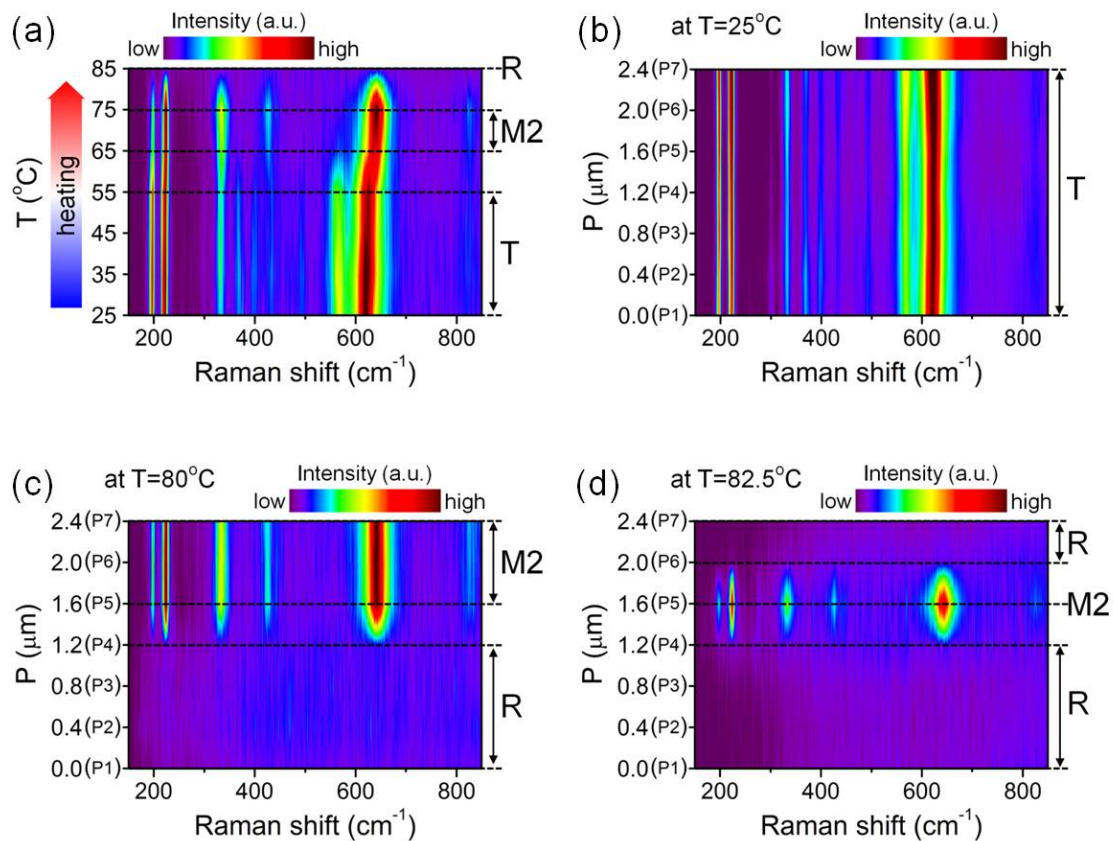 (a)
Intensity (a.u.)
low high
85
75
65
55
45
35
25
T (°C)
heating
R
M2
T
200 400 600 800
Raman shift (cm⁻¹)
(b) at T=25°C
Intensity (a.u.)
low high
2.4(P7)
2.0(P6)
1.6(P5)
1.2(P4)
0.8(P3)
0.4(P2)
0.0(P1)
P (μm)
T
200 400 600 800
Raman shift (cm⁻¹)
(c) at T=80°C
Intensity (a.u.)
low high
2.4(P7)
2.0(P6)
1.6(P5)
1.2(P4)
0.8(P3)
0.4(P2)
0.0(P1)
P (μm)
M2
R
200 400 600 800
Raman shift (cm⁻¹)
(d) at T=82.5°C
Intensity (a.u.)
low high
2.4(P7)
2.0(P6)
1.6(P5)
1.2(P4)
0.8(P3)
0.4(P2)
0.0(P1)
P (μm)
R
M2
R
200 400 600 800
Raman shift (cm⁻¹)